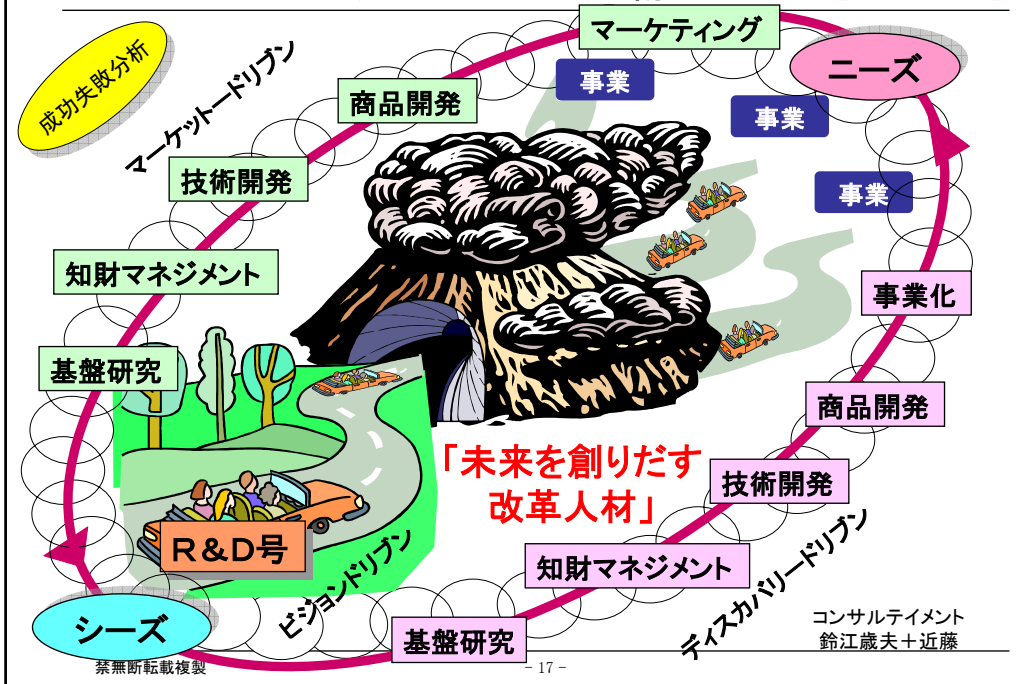 マーケティング
ニーズ
成功失敗分析
マーケットードリブン
事業
商品開発
事業
技術開発
事業
知財マネジメント
事業化
基盤研究
商品開発
「未来を創りだす
改革人材」
技術開発
R&D号
知財マネジメント
ビジョンドリブン
ディスカバリードリブン
シーズ
基盤研究
コンサルテイメント
鈴江歳夫+近藤
禁無断転載複製
- 17 -